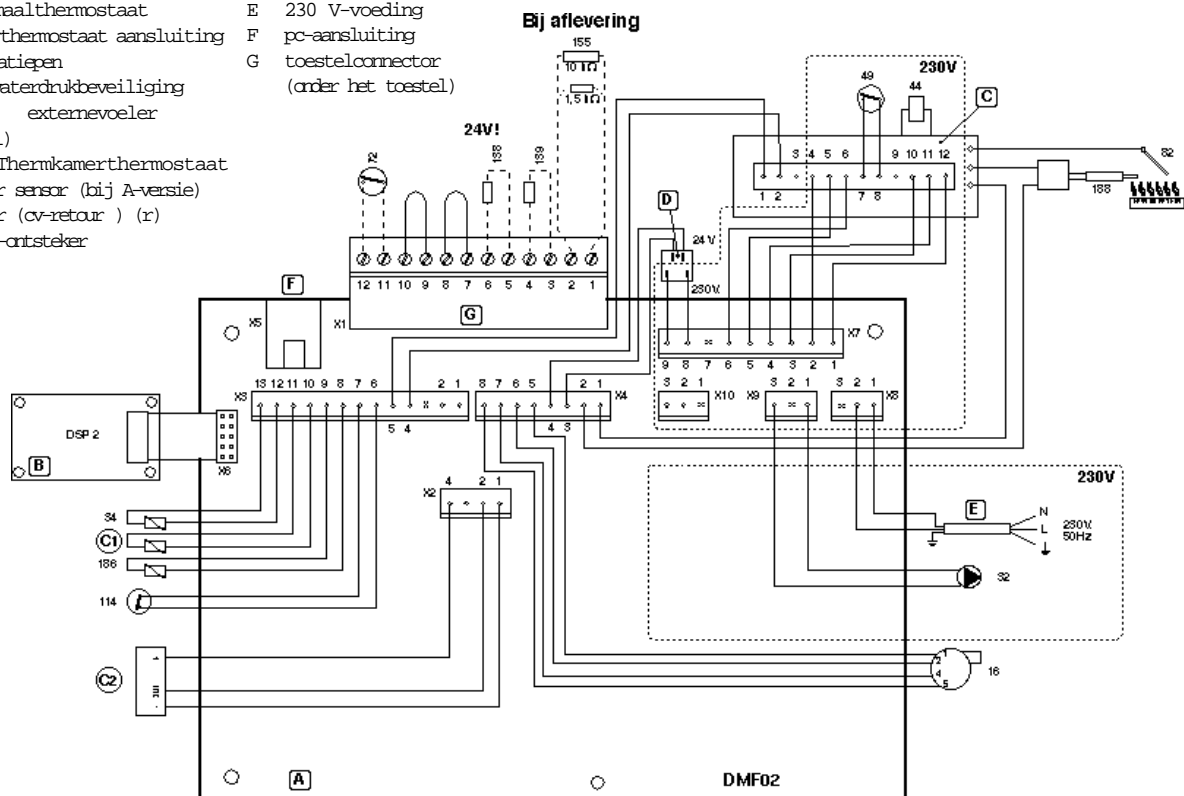 aalthermostaat
thermostaat aansluiting
atiepen
aterdrukbeveiliging
externevoeler
Thermkamerthermostaat
r sensor (bij A-versie)
r (cv-retour ) (r)
-ontsteker
E 230 V-voeding
F pc-aansluiting
G toestelconnector
(onder het toestel)
Bij aflevering
155
10 kΩ
1,5 kΩ
24V!
72
138
139
230V
49
44
C
3 4 5 6 9 10 11 12
1 2 7 8
82
188
D
24 V
230V.
12 11 10 9 8 7 6 5 4 3 2 1
F
G
X5
X1
X7
9 8 7 6 5 4 3 2 1
13 12 11 10 9 8 7 6 2 1
X3
5 4
8 7 6 5 2 1
X4
4 3
3 2 1
X10
X9
3 2 1
3 2 1
X8
DSP 2
B
X6
X2
4 2 1
34
C1
136
114
C2
230V
E
N
L
230V.
50Hz
32
1
2
4
5
16
A
DMF02